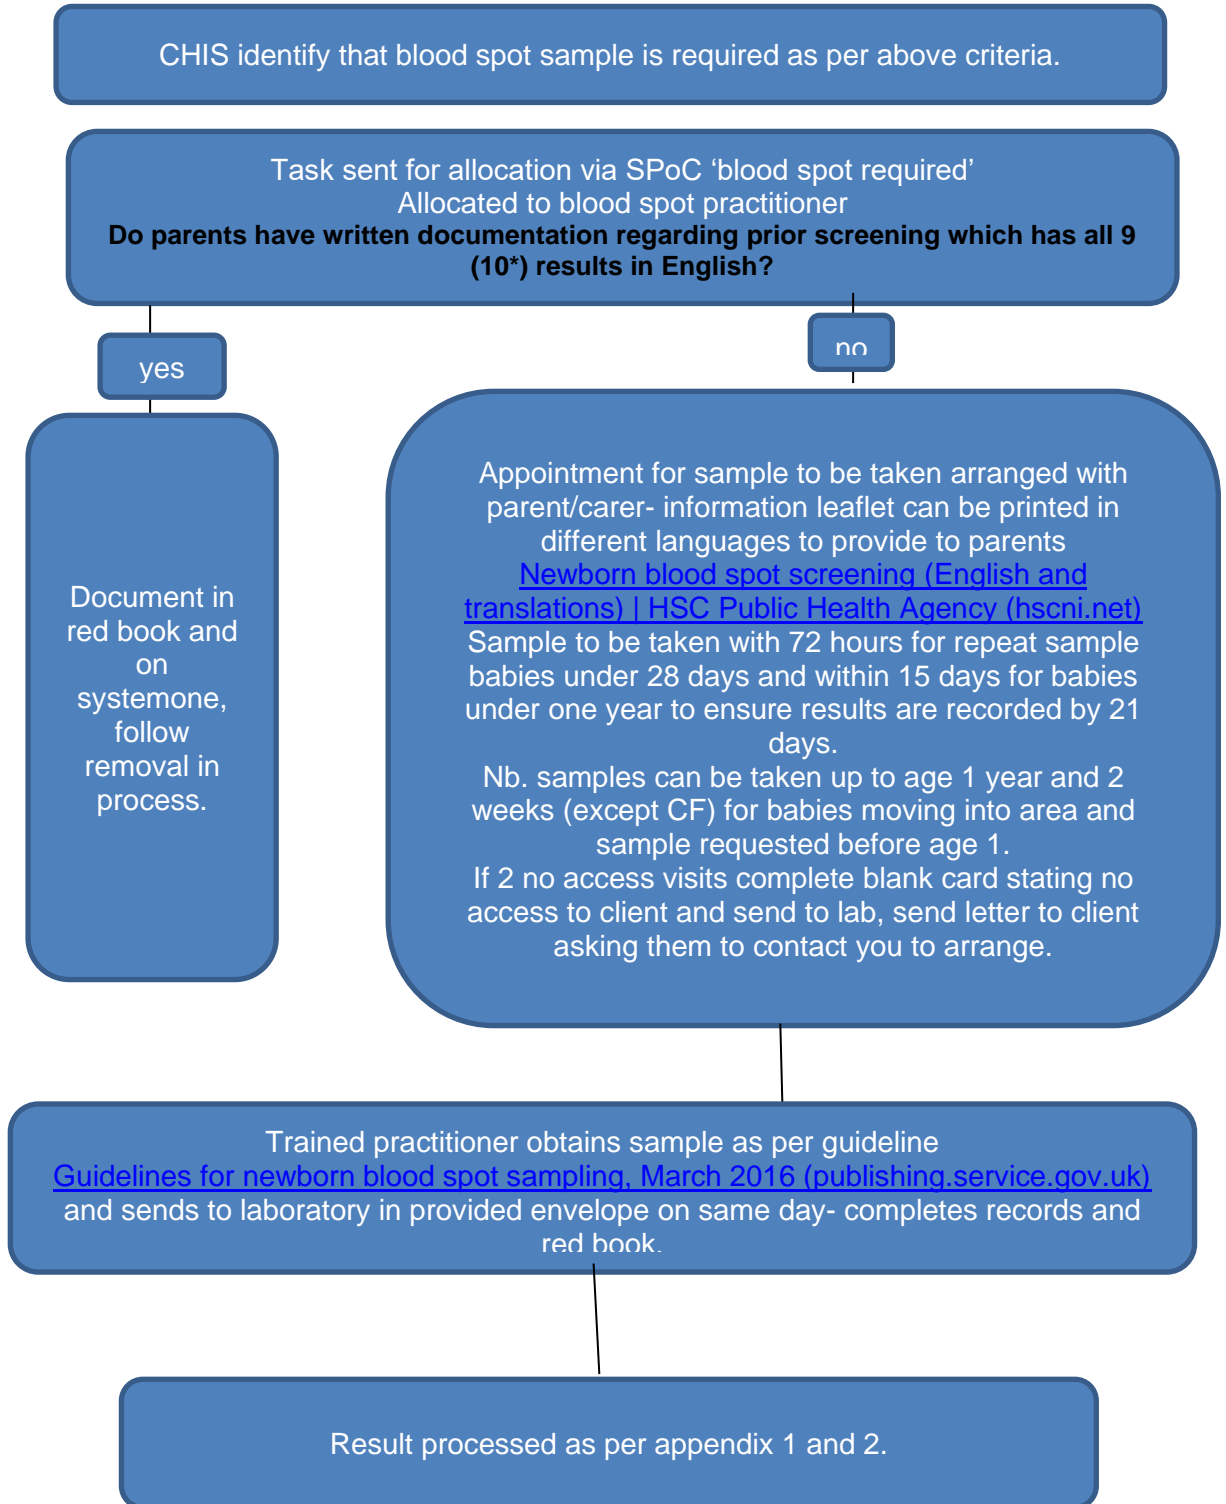 CHIS identify that blood spot sample is required as per above criteria.
Task sent for allocation via SPoC ‘blood spot required’
Allocated to blood spot practitioner
Do parents have written documentation regarding prior screening which has all 9
(10*) results in English?
yes
no
Document in
red book and
on
systemone,
follow
removal in
process.
Appointment for sample to be taken arranged with
parent/carer- information leaflet can be printed in
different languages to provide to parents
Newborn blood spot screening (English and
translations) | HSC Public Health Agency (hscni.net)
Sample to be taken with 72 hours for repeat sample
babies under 28 days and within 15 days for babies
under one year to ensure results are recorded by 21
days.
Nb. samples can be taken up to age 1 year and 2
weeks (except CF) for babies moving into area and
sample requested before age 1.
If 2 no access visits complete blank card stating no
access to client and send to lab, send letter to client
asking them to contact you to arrange.
Trained practitioner obtains sample as per guideline
Guidelines for newborn blood spot sampling, March 2016 (publishing.service.gov.uk)
and sends to laboratory in provided envelope on same day- completes records and
red book.
Result processed as per appendix 1 and 2.